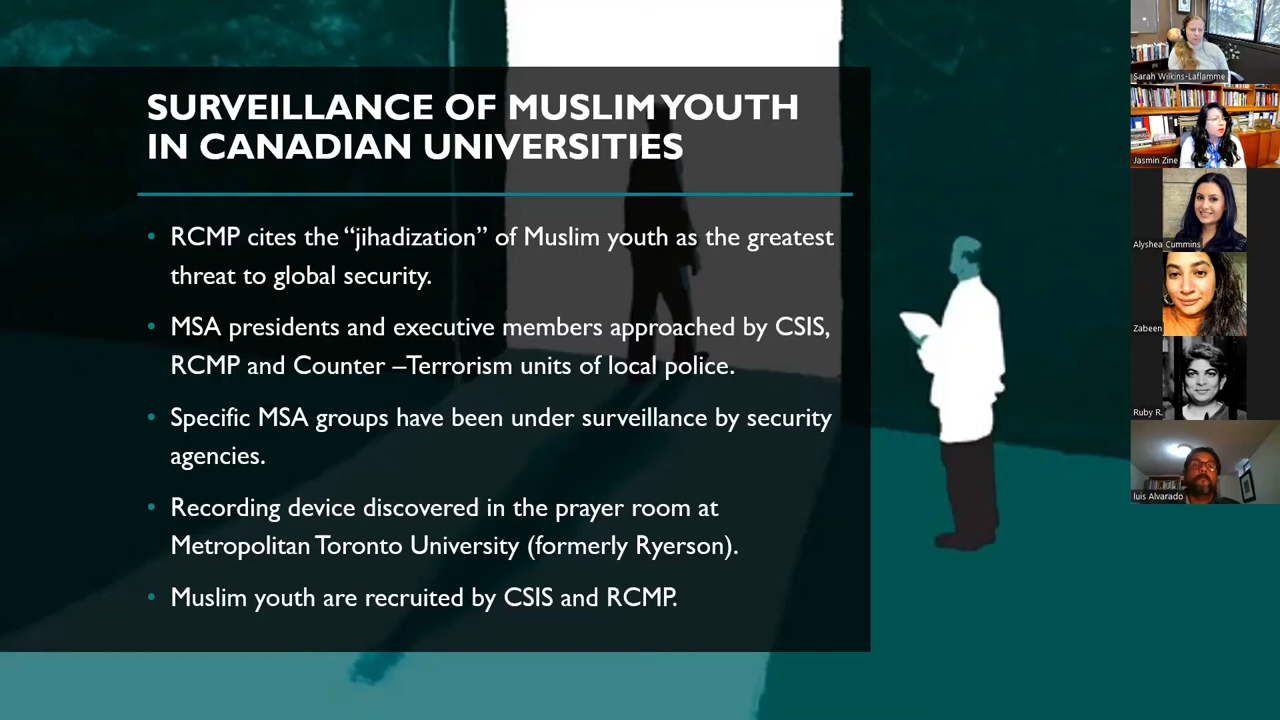 SURVEILLANCE OF MUSLIM YOUTH
IN CANADIAN UNIVERSITIES
• RCMP cites the “jihadization” of Muslim youth as the greatest
threat to global security.
• MSA presidents and executive members approached by CSIS,
RCMP and Counter –Terrorism units of local police.
• Specific MSA groups have been under surveillance by security
agencies.
• Recording device discovered in the prayer room at
Metropolitan Toronto University (formerly Ryerson).
• Muslim youth are recruited by CSIS and RCMP.
Sarah Wilkins-Laflamme
Jasmin Zine
Alyshea Cummins
Zabeen
Ruby R.
luis Alvarado